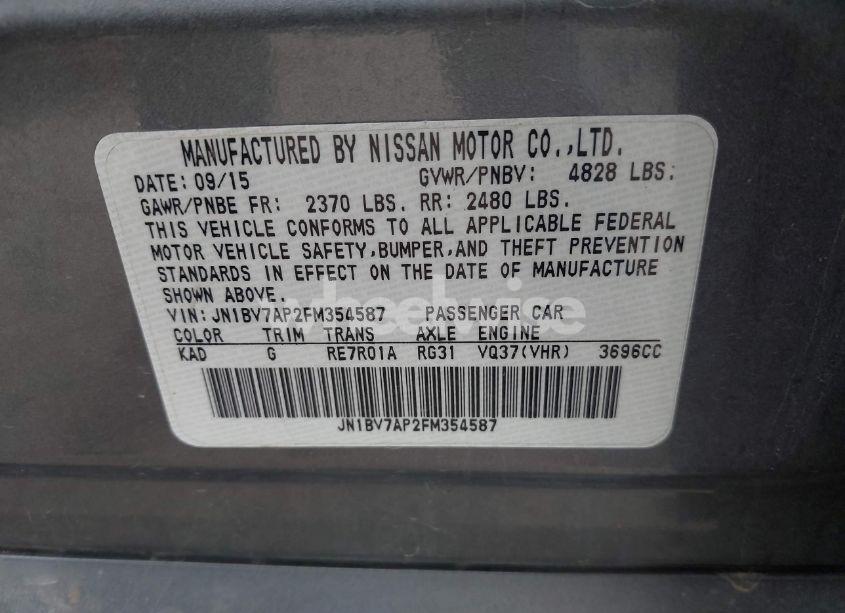 MANUFACTURED BY NISSAN MOTOR CO.,LTD.
DATE: 09/15 GVWR/PNBV: 4828 LBS:
GAWR/PNBE FR: 2370 LBS. RR: 2480 LBS.
THIS VEHICLE CONFORMS TO ALL APPLICABLE FEDERAL
MOTOR VEHICLE SAFETY,BUMPER,AND THEFT PREVENTION
STANDARDS IN EFFECT ON THE DATE OF MANUFACTURE
SHOWN ABOVE.
wheelwise
VIN: JN1BV7AP2FM354587 PASSENGER CAR
COLOR TRIM TRANS AXLE ENGINE
KAD G RE7R01A RG31 VQ37(VHR) 3696CC
JN1BV7AP2FM354587